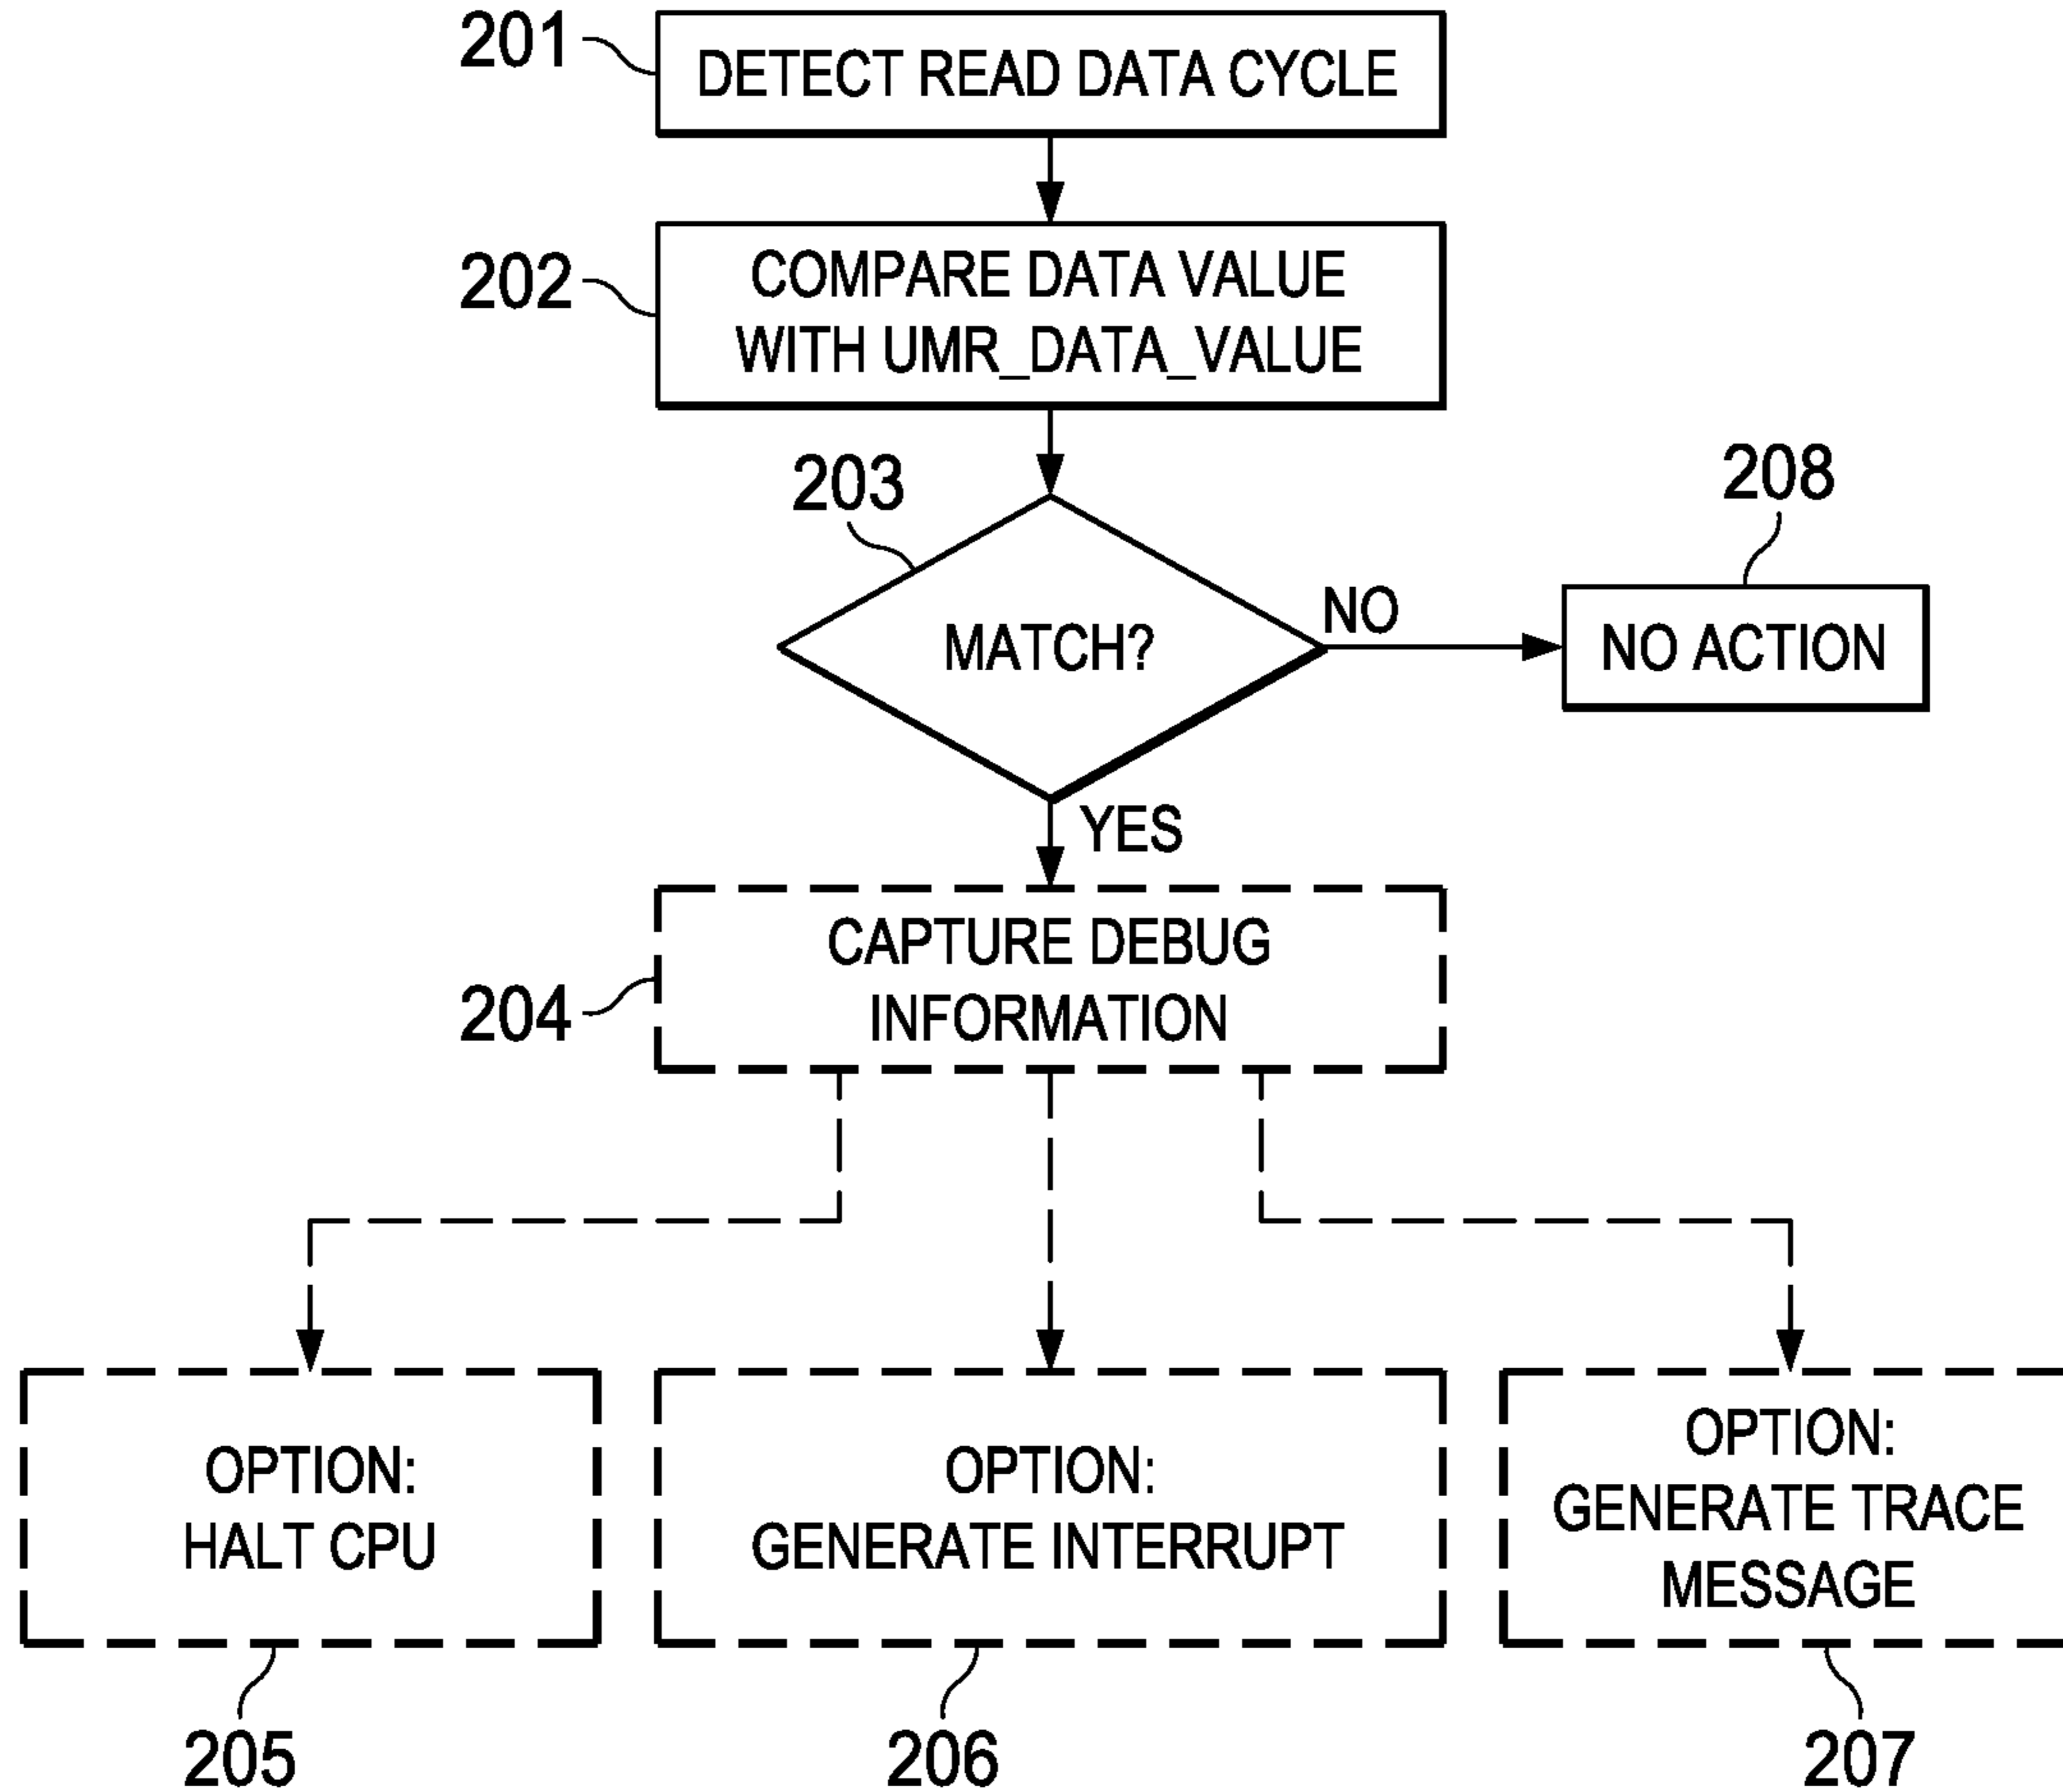 201
DETECT READ DATA CYCLE
202
COMPARE DATA VALUE
WITH UMR_DATA_VALUE
203
208
MATCH?
NO
NO ACTION
YES
204
CAPTURE DEBUG
INFORMATION
OPTION:
HALT CPU
OPTION:
GENERATE INTERRUPT
OPTION:
GENERATE TRACE
MESSAGE
205
206
207